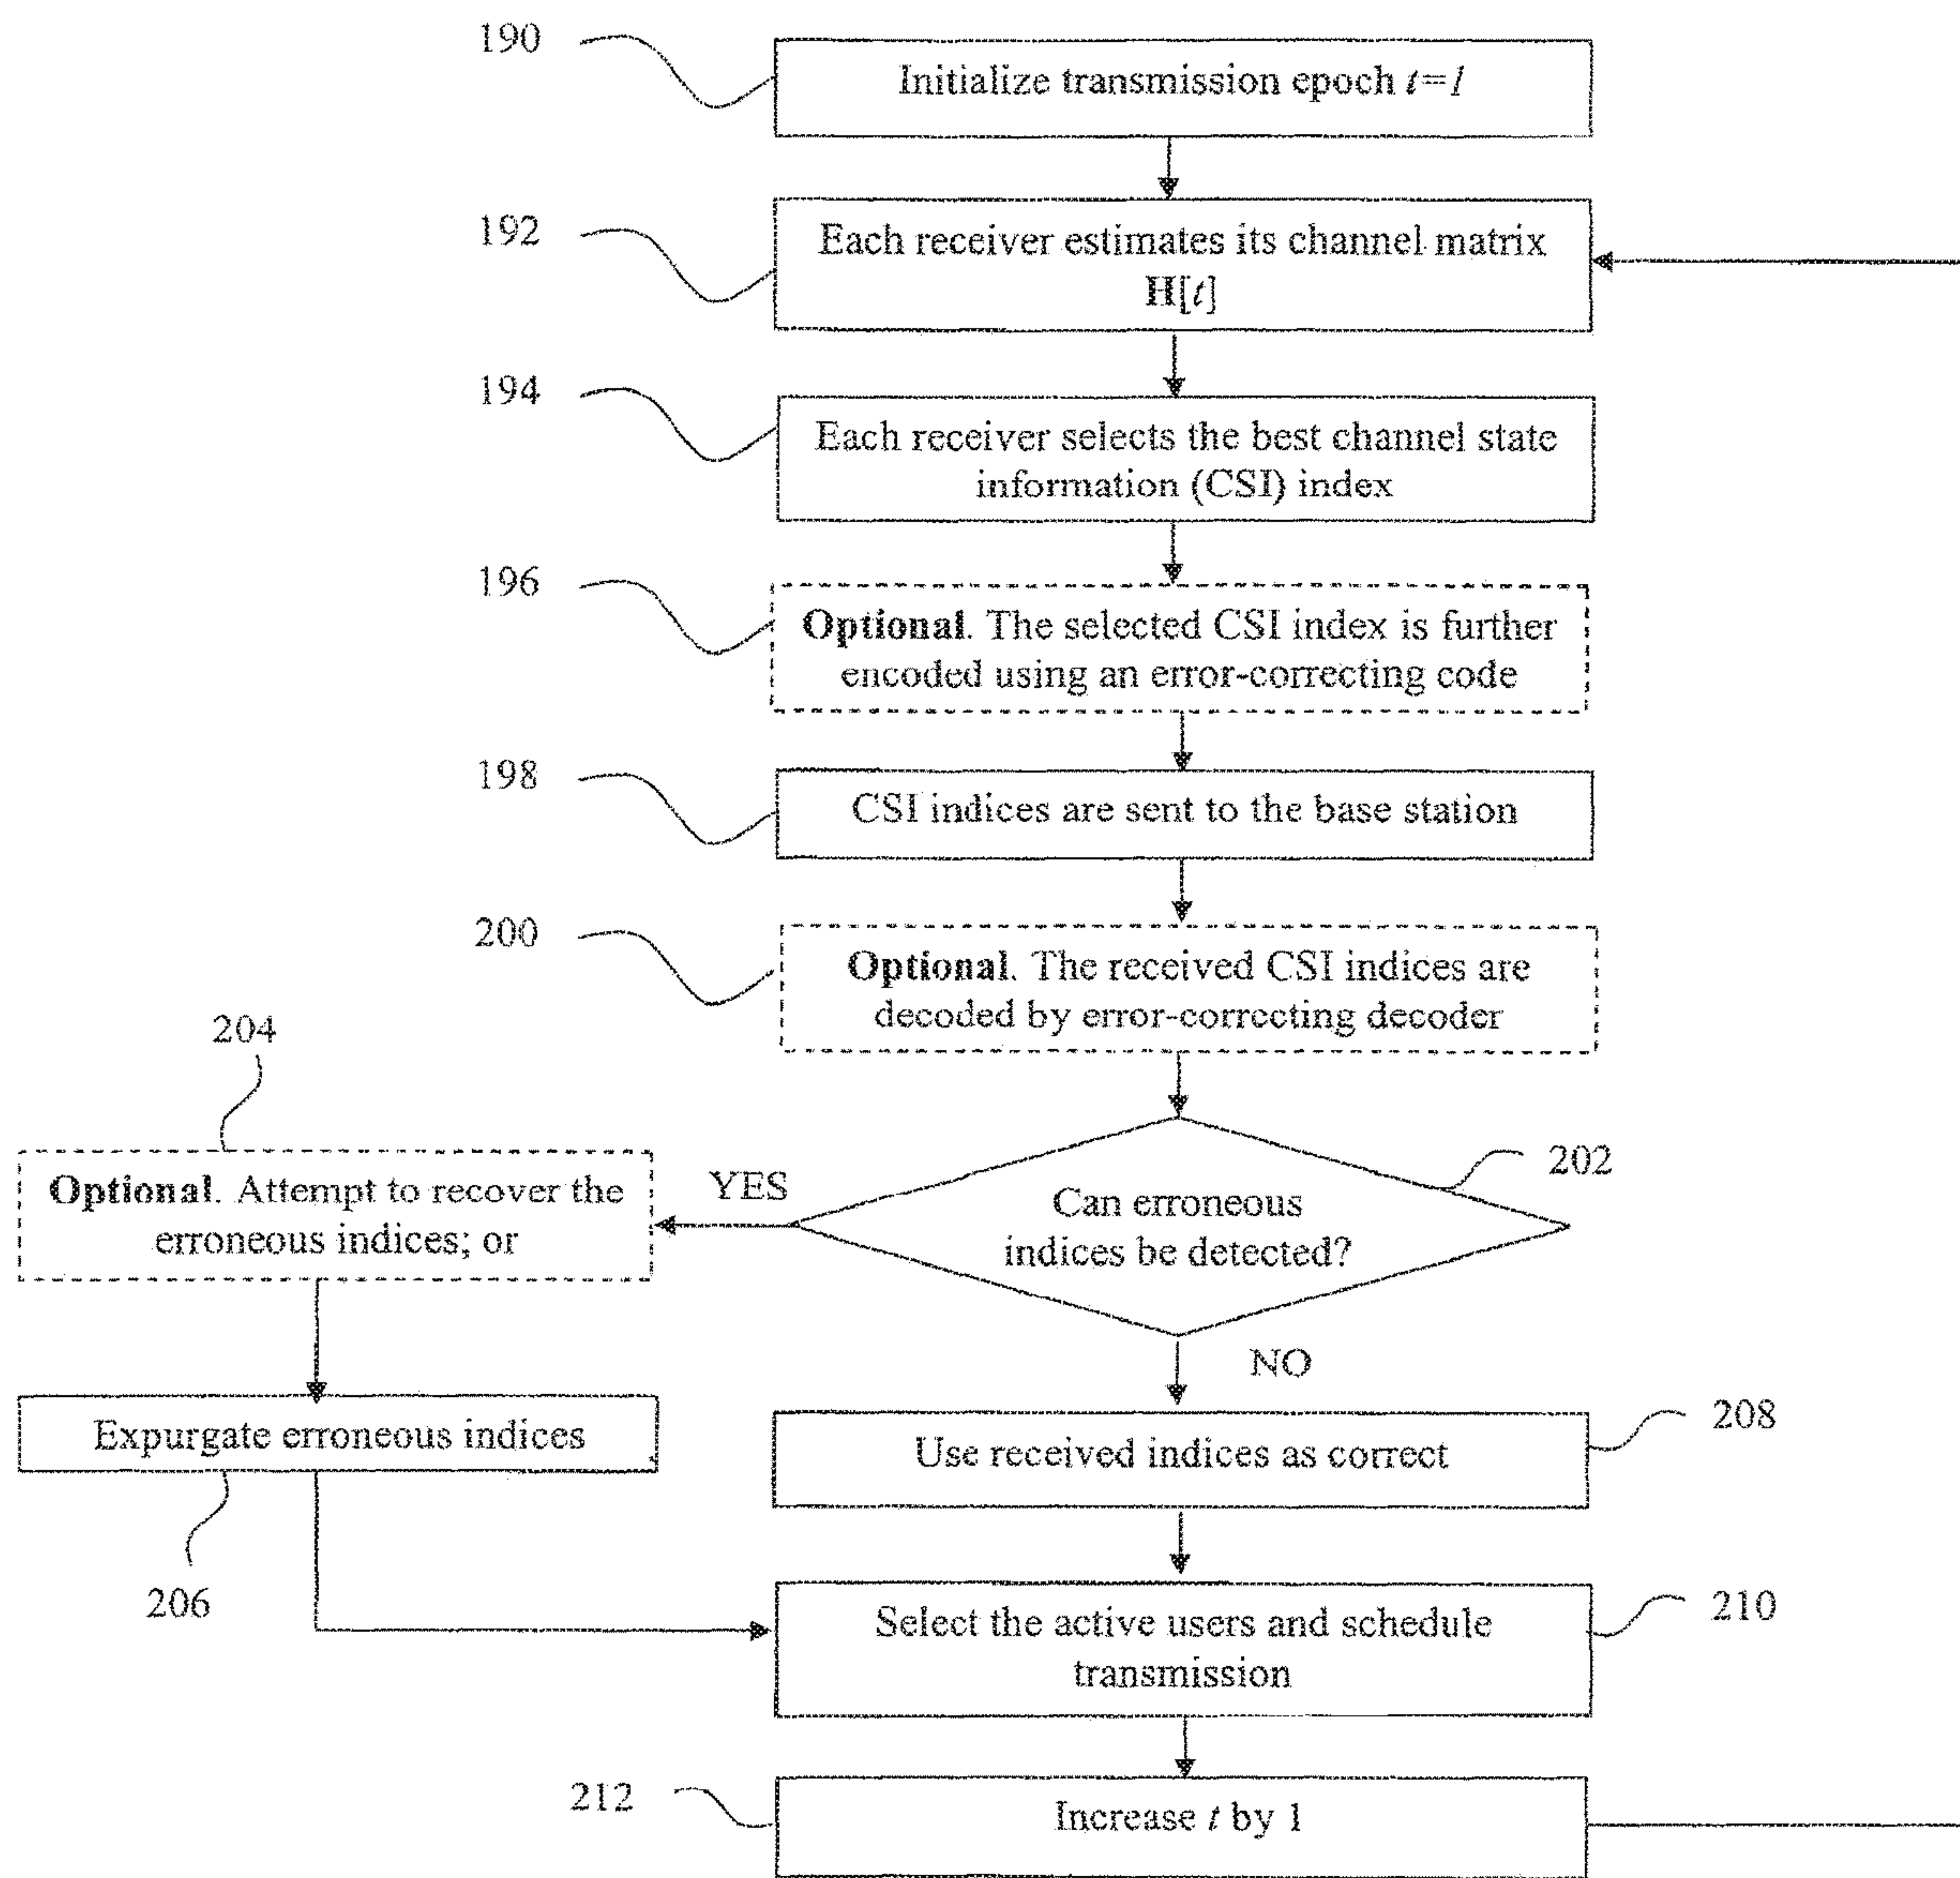 190
Initialize transmission epoch t=1
192
Each receiver estimates its channel matrix
H[t]
194
Each receiver selects the best channel state
information (CSI) index
196
Optional. The selected CSI index is further
encoded using an error-correcting code
198
CSI indices are sent to the base station
200
Optional. The received CSI indices are
decoded by error-correcting decoder
204
202
Optional. Attempt to recover the
erroneous indices; or
YES
Can erroneous
indices be detected?
NO
208
Expurgate erroneous indices
Use received indices as correct
206
210
Select the active users and schedule
transmission
212
Increase t by 1